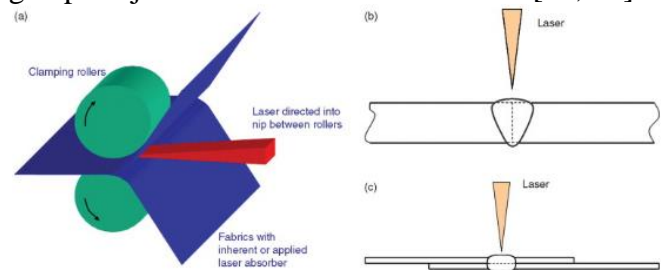 (a)
Clamping rollers
Laser directed into
nip between rollers
Fabrics with
inherent or applied
laser absorber
(b)
Laser
(c)
Laser